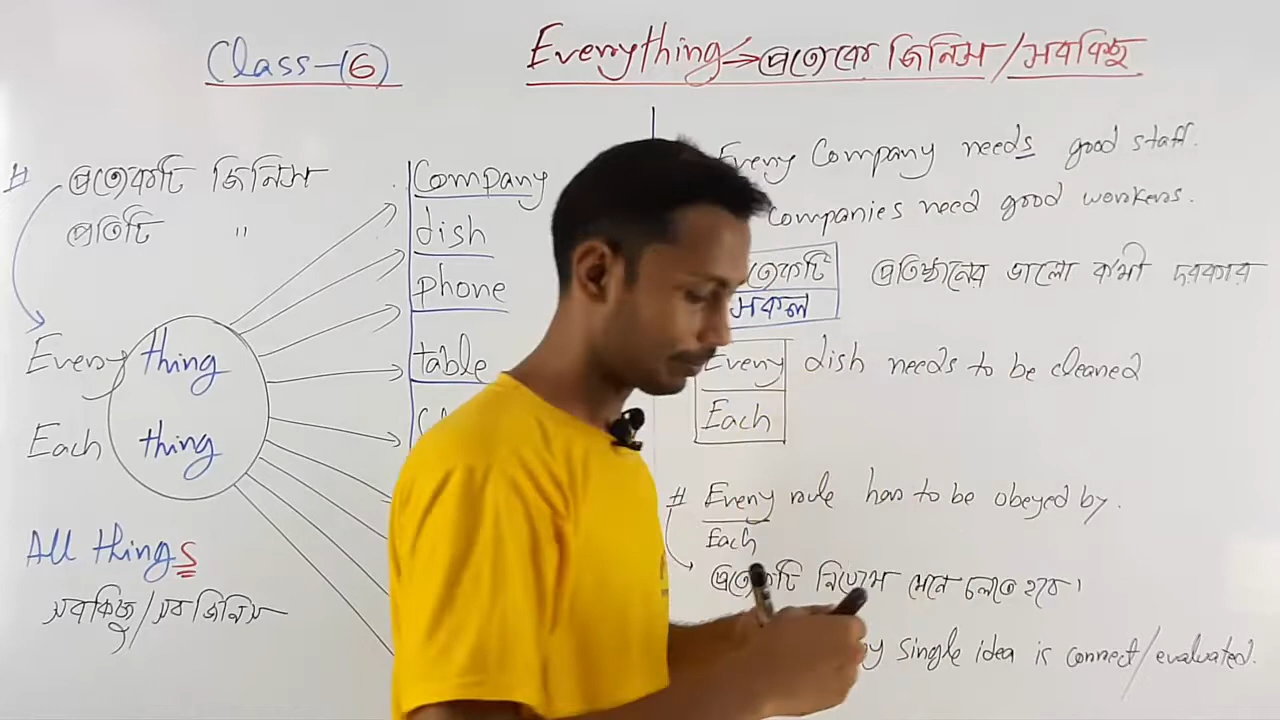 Class-(6)
Everything → প্রত্যেক জিনিস / সবকিছু
# প্রত্যেকটি জিনিস
প্রতিটি "
Every thing
Each thing
All things
সবকিছু/সব জিনিস
Company
dish
phone
table
Every Company needs good staff.
Companies need good workers.
প্রতিষ্ঠানের ভালো কর্মী দরকার
সকল
Every dish needs to be cleaned
Each
# Every rule has to be obeyed by.
Each
প্রত্যেকটি নিয়ম মেনে চলতে হবে।
single idea is correct/evaluated.